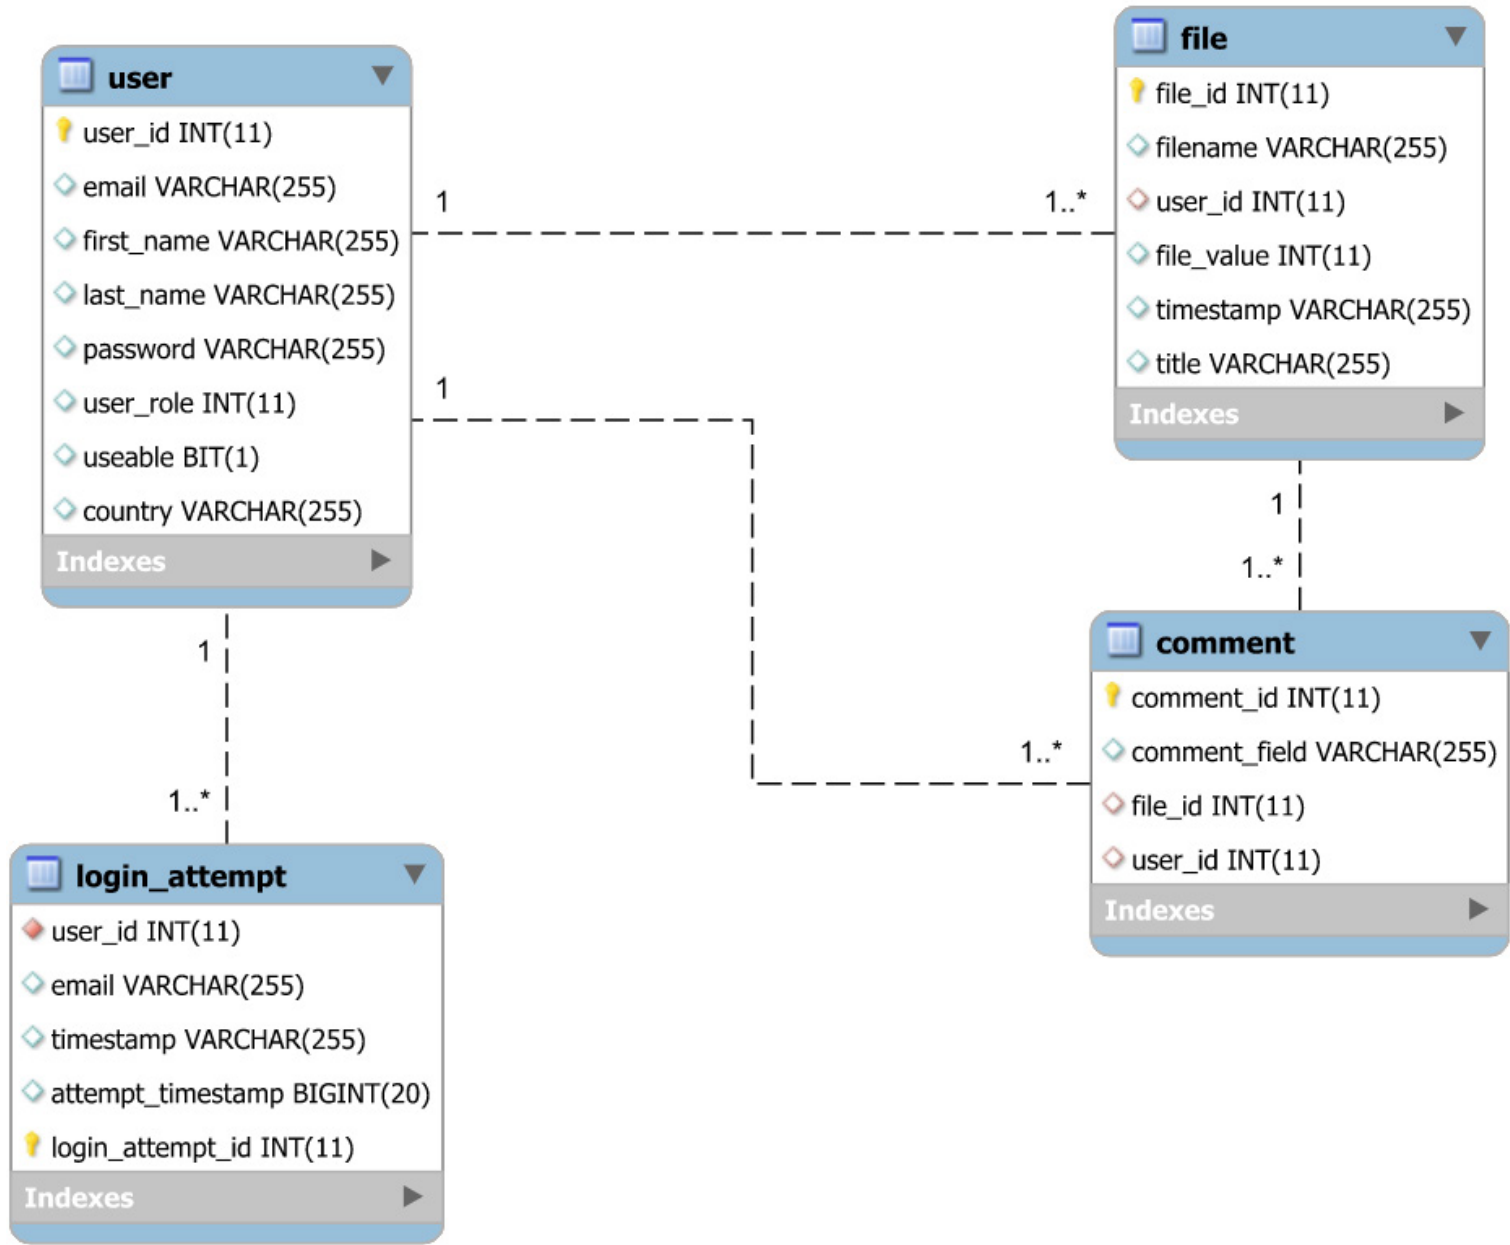 user
user_id INT(11)
email VARCHAR(255)
first_name VARCHAR(255)
last_name VARCHAR(255)
password VARCHAR(255)
user_role INT(11)
useable BIT(1)
country VARCHAR(255)
Indexes
1
1..*
1
1..*
1
1..*
file
file_id INT(11)
filename VARCHAR(255)
user_id INT(11)
file_value INT(11)
timestamp VARCHAR(255)
title VARCHAR(255)
Indexes
1
1..*
login_attempt
user_id INT(11)
email VARCHAR(255)
timestamp VARCHAR(255)
attempt_timestamp BIGINT(20)
login_attempt_id INT(11)
Indexes
comment
comment_id INT(11)
comment_field VARCHAR(255)
file_id INT(11)
user_id INT(11)
Indexes